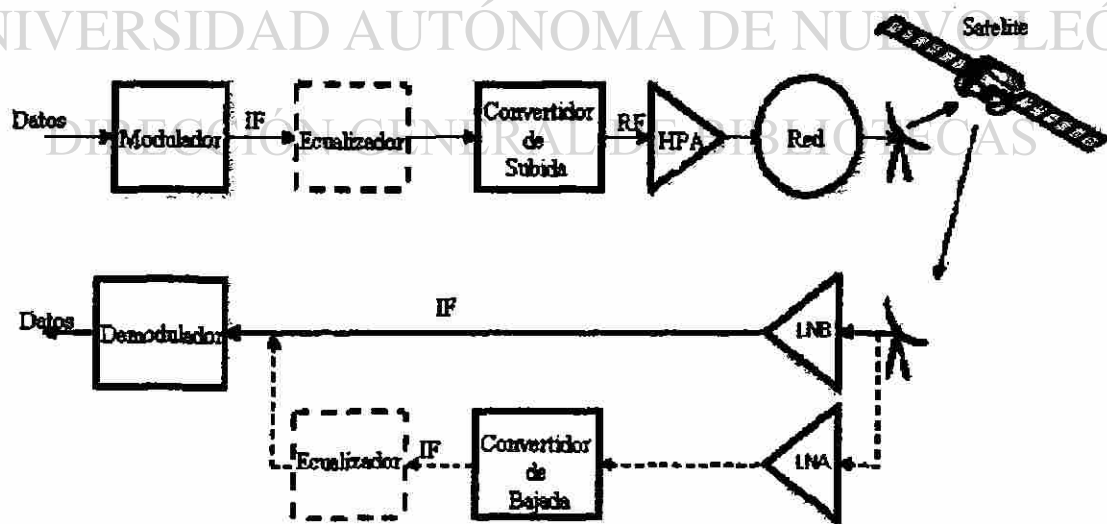 UNIVERSIDAD AUTÓNOMA DE NUEVO LEÓ
DIRECCIÓN GENERAL DE BIBLIOTECAS
Satelite
Datos
Modulador
IF
Ecualizador
Convertidor
de
Subida
RF
HPA
Red
Datos
Demodulador
IF
LNB
Ecualizador
IF
Convertidor
de
Bajada
LNA